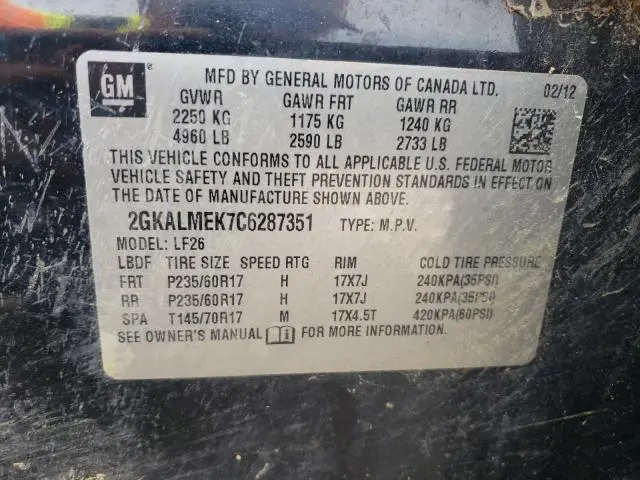 GM
MFD BY GENERAL MOTORS OF CANADA LTD. 02/12
GVWR GAWR FRT GAWR RR
2250 KG 1175 KG 1240 KG
4960 LB 2590 LB 2733 LB
THIS VEHICLE CONFORMS TO ALL APPLICABLE U.S. FEDERAL MOTOR
VEHICLE SAFETY AND THEFT PREVENTION STANDARDS IN EFFECT ON
THE DATE OF MANUFACTURE SHOWN ABOVE.
2GKALMEK7C6287351 TYPE: M.P.V.
MODEL: LF26
LBDF TIRE SIZE SPEED RTG RIM COLD TIRE PRESSURE
FRT P235/60R17 H 17X7J 240KPA(35PSI)
RR P235/60R17 H 17X7J 240KPA(35PSI)
SPA T145/70R17 M 17X4.5T 420KPA(60PSI)
SEE OWNER'S MANUAL FOR MORE INFORMATION.